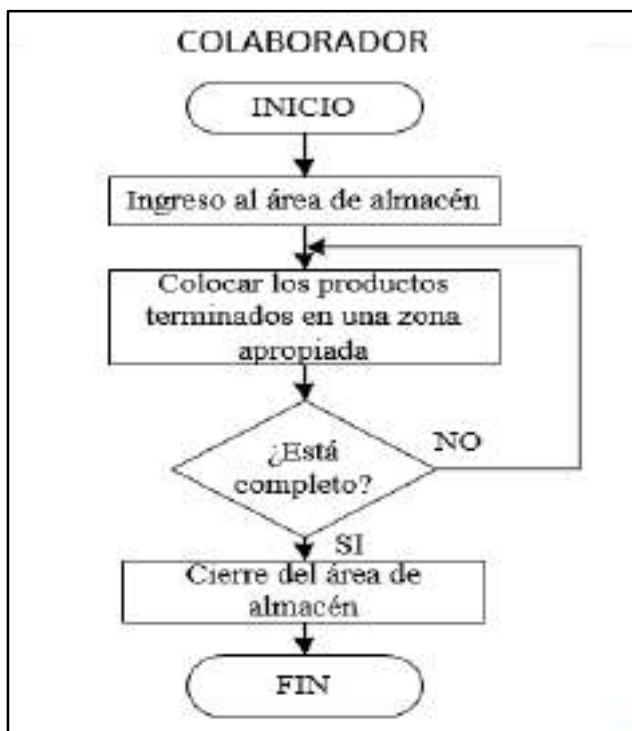 COLABORADOR
INICIO
Ingreso al área de almacén
Colocar los productos
terminados en una zona
apropiada
¿Está
completo?
NO
SI
Cierre del área de
almacén
FIN